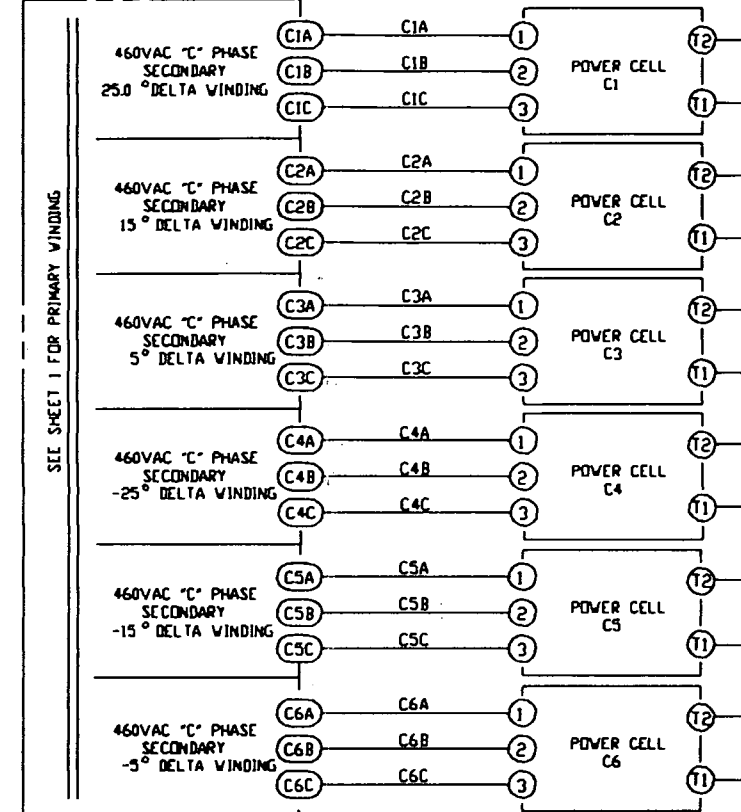 SEE SHEET 1 FOR PRIMARY WINDING
460VAC "C" PHASE
SECONDARY
25.0 °DELTA WINDING
C1A
C1B
C1C
C1A
C1B
C1C
1
2
3
POWER CELL
C1
T2
T1
460VAC "C" PHASE
SECONDARY
15° DELTA WINDING
C2A
C2B
C2C
C2A
C2B
C2C
1
2
3
POWER CELL
C2
T2
T1
460VAC "C" PHASE
SECONDARY
5° DELTA WINDING
C3A
C3B
C3C
C3A
C3B
C3C
1
2
3
POWER CELL
C3
T2
T1
460VAC "C" PHASE
SECONDARY
-25° DELTA WINDING
C4A
C4B
C4C
C4A
C4B
C4C
1
2
3
POWER CELL
C4
T2
T1
460VAC "C" PHASE
SECONDARY
-15° DELTA WINDING
C5A
C5B
C5C
C5A
C5B
C5C
1
2
3
POWER CELL
C5
T2
T1
460VAC "C" PHASE
SECONDARY
-5° DELTA WINDING
C6A
C6B
C6C
C6A
C6B
C6C
1
2
3
POWER CELL
C6
T2
T1